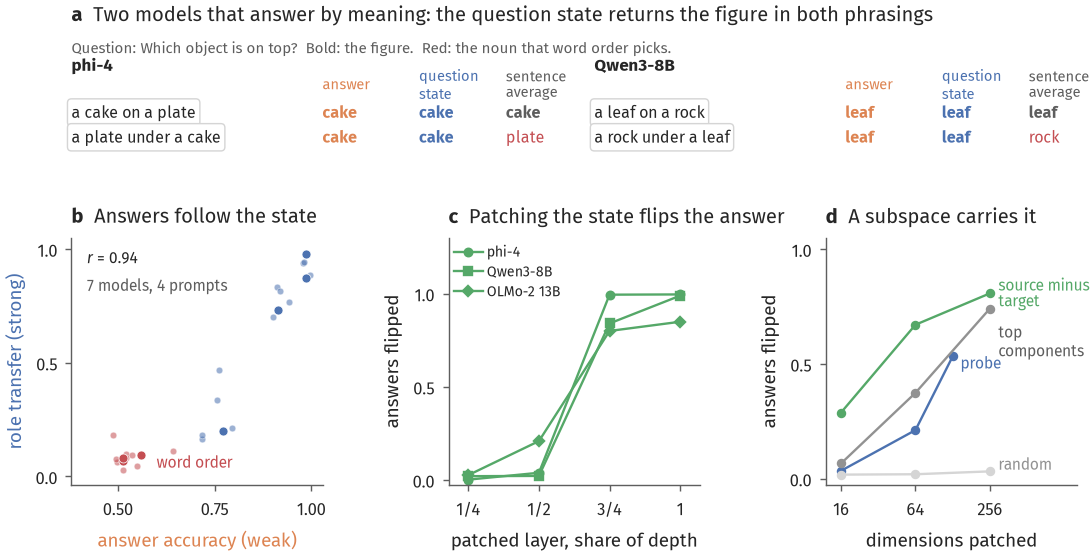 a Two models that answer by meaning: the question state returns the figure in both phrasings
Question: Which object is on top? Bold: the figure. Red: the noun that word order picks.
phi-4
answer
question state
sentence average
a cake on a plate
cake
cake
cake
a plate under a cake
cake
cake
plate
Qwen3-8B
answer
question state
sentence average
a leaf on a rock
leaf
leaf
leaf
a rock under a leaf
leaf
leaf
rock
b Answers follow the state
r = 0.94
7 models, 4 prompts
word order
role transfer (strong)
1.0
0.5
0.0
0.50
0.75
1.00
answer accuracy (weak)
c Patching the state flips the answer
phi-4
Qwen3-8B
OLMo-2 13B
answers flipped
1.0
0.5
0.0
1/4
1/2
3/4
1
patched layer, share of depth
d A subspace carries it
source minus target
top components
probe
random
answers flipped
1.0
0.5
0.0
16
64
256
dimensions patched